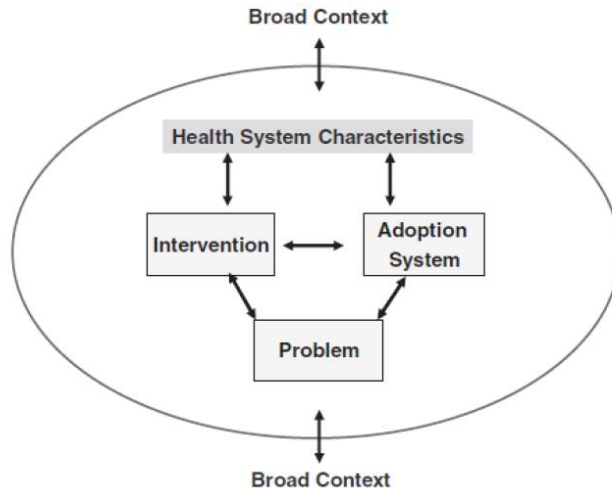 Broad Context
Health System Characteristics
Intervention
Adoption
System
Problem
Broad Context